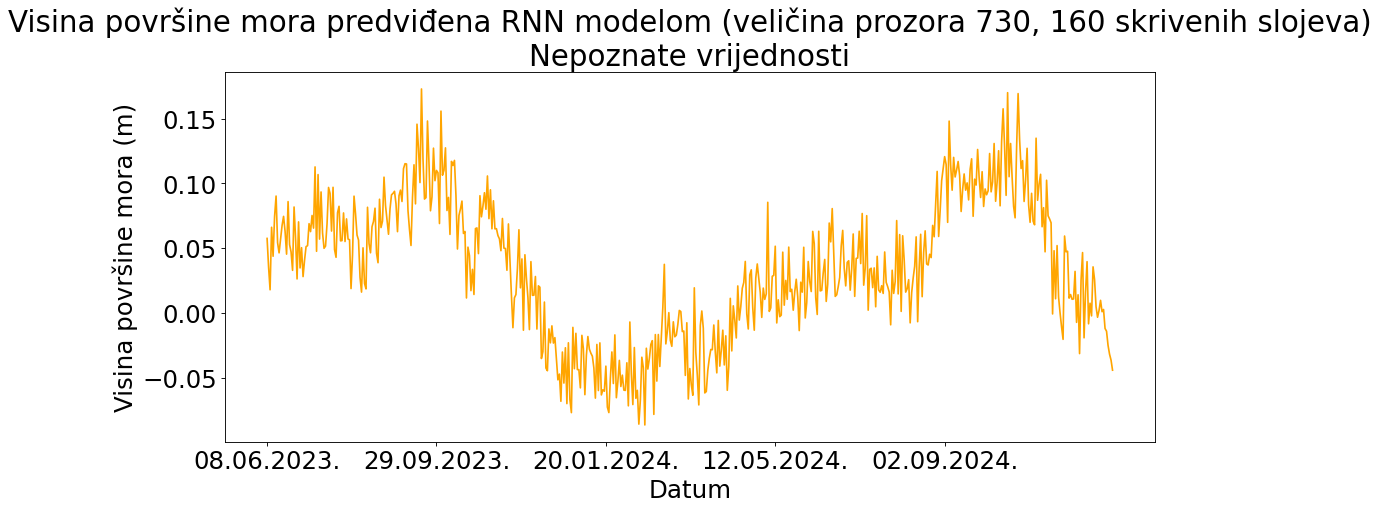 Visina površine mora predviđena RNN modelom (veličina prozora 730, 160 skrivenih slojeva)
Nepoznate vrijednosti
Visina površine mora (m)
0.15
0.10
0.05
0.00
−0.05
08.06.2023.
29.09.2023.
20.01.2024.
12.05.2024.
02.09.2024.
Datum